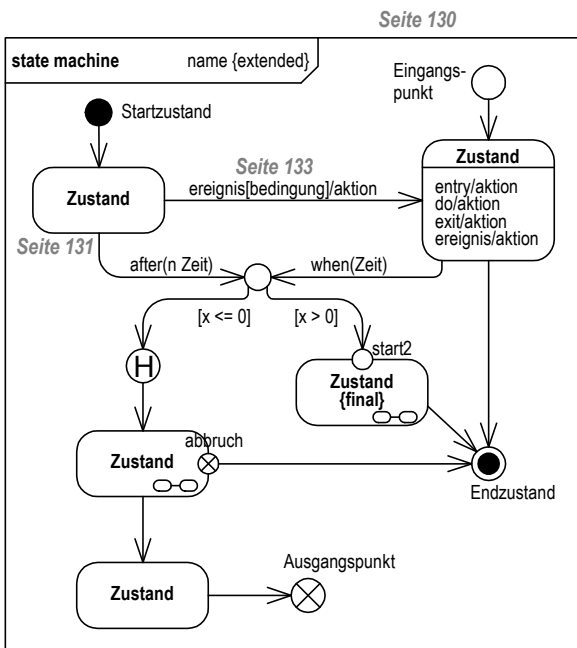 Seite 130
state machine name {extended}
Eingangs-
punkt
Startzustand
Zustand
Seite 133
ereignis[bedingung]/aktion
Zustand
entry/aktion
do/aktion
exit/aktion
ereignis/aktion
Seite 131
after(n Zeit)
when(Zeit)
[x <= 0]
[x > 0]
H
start2
Zustand
{final}
abbruch
Zustand
Endzustand
Ausgangspunkt
Zustand